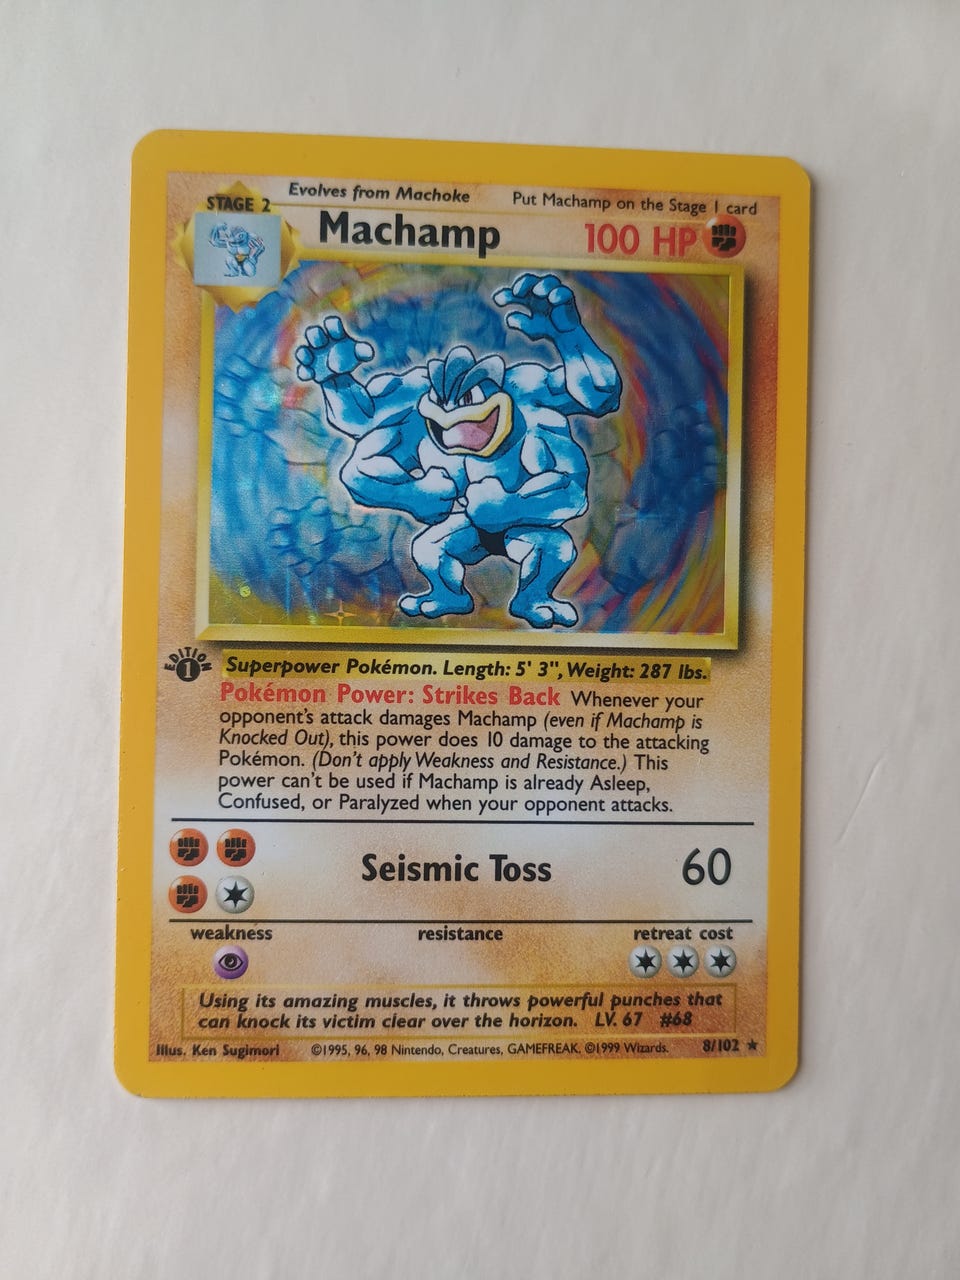 Evolves from Machoke
Put Machamp on the Stage 1 card
STAGE 2
Machamp
100 HP
EDITION
1
Superpower Pokémon. Length: 5' 3", Weight: 287 lbs.
Pokémon Power: Strikes Back Whenever your
opponent's attack damages Machamp (even if Machamp is
Knocked Out), this power does 10 damage to the attacking
Pokémon. (Don't apply Weakness and Resistance.) This
power can't be used if Machamp is already Asleep,
Confused, or Paralyzed when your opponent attacks.
Seismic Toss 60
weakness resistance retreat cost
Using its amazing muscles, it throws powerful punches that
can knock its victim clear over the horizon. LV. 67 #68
Illus. Ken Sugimori ©1995, 96, 98 Nintendo, Creatures, GAMEFREAK. ©1999 Wizards. 8/102 ★